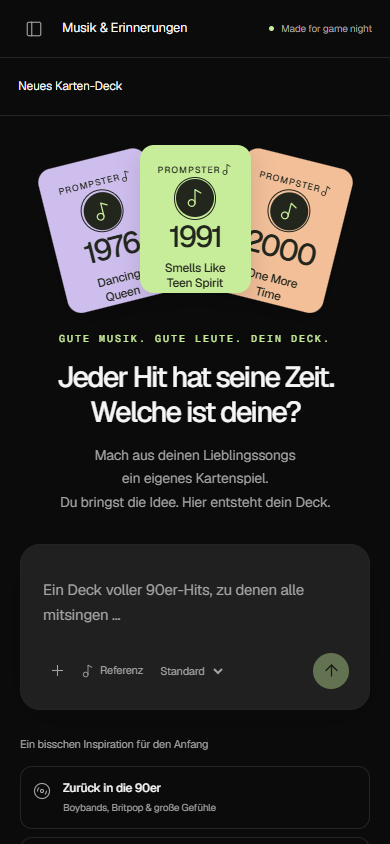 Musik & Erinnerungen
Made for game night
Neues Karten-Deck
PROMPSTER
1976
Dancing
Queen
PROMPSTER
1991
Smells Like
Teen Spirit
PROMPSTER
2000
One More
Time
GUTE MUSIK. GUTE LEUTE. DEIN DECK.
Jeder Hit hat seine Zeit.
Welche ist deine?
Mach aus deinen Lieblingssongs
ein eigenes Kartenspiel.
Du bringst die Idee. Hier entsteht dein Deck.
Ein Deck voller 90er-Hits, zu denen alle
mitsingen ...
Referenz
Standard
Ein bisschen Inspiration für den Anfang
Zurück in die 90er
Boybands, Britpop & große Gefühle